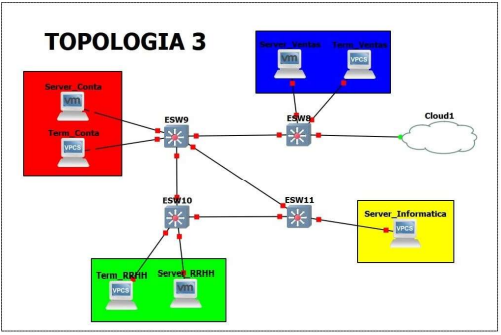 TOPOLOGIA 3
Server_Ventas Term_Ventas
vm VPCS
Server_Conta
vm
ESW9
ESW8
Cloud1
Term_Conta
VPCS
ESW10
ESW11
Server_Informatica
VPCS
Term_RRHH Server_RRHH
VPCS vm